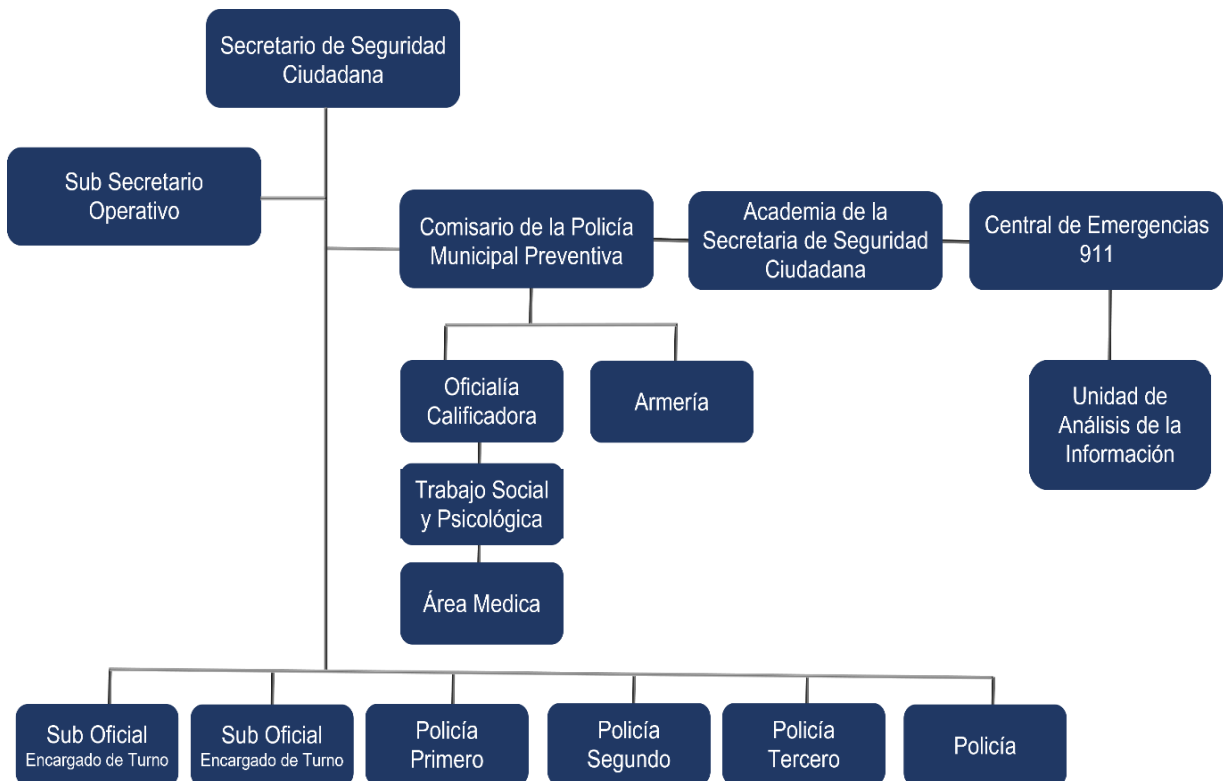 Secretario de Seguridad
Ciudadana
Sub Secretario
Operativo
Comisario de la Policía
Municipal Preventiva
Academia de la
Secretaria de Seguridad
Ciudadana
Central de Emergencias
911
Oficialía
Calificadora
Armería
Unidad de
Análisis de la
Información
Trabajo Social
y Psicológica
Área Medica
Sub Oficial
Encargado de Turno
Sub Oficial
Encargado de Turno
Policía
Primero
Policía
Segundo
Policía
Tercero
Policía